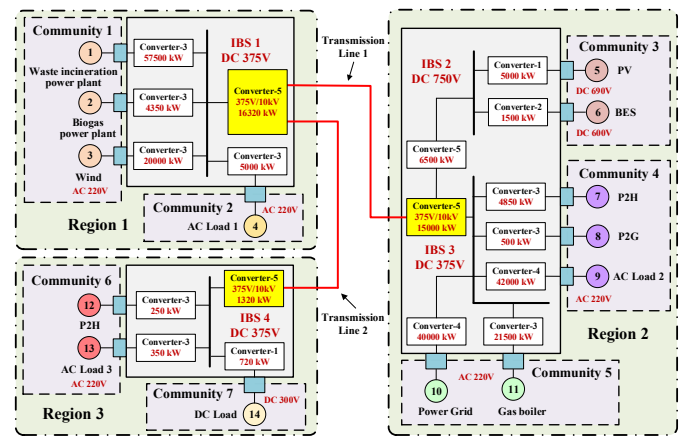 Community 1
1
Waste incineration
power plant
2
Biogas
power plant
3
Wind
AC 220V
Converter-3
57500 kW
Converter-3
4350 kW
Converter-3
20000 kW
IBS 1
DC 375V
Converter-5
375V/10kV
16320 kW
Converter-3
5000 kW
Region 1
Community 2
AC 220V
AC Load 1
4
Transmission
Line 1
Community 6
12
P2H
13
AC Load 3
AC 220V
Converter-3
250 kW
Converter-3
350 kW
Converter-5
375V/10kV
1320 kW
IBS 4
DC 375V
Converter-1
720 kW
Region 3
Community 7
DC 300V
DC Load
14
Transmission
Line 2
IBS 2
DC 750V
Converter-1
5000 kW
Converter-2
1500 kW
Converter-5
6500 kW
Community 3
5
PV
DC 690V
6
BES
DC 600V
Converter-5
375V/10kV
15000 kW
IBS 3
DC 375V
Converter-3
4850 kW
Converter-3
500 kW
Converter-4
42000 kW
Converter-4
40000 kW
Converter-3
21500 kW
Community 4
7
P2H
8
P2G
9
AC Load 2
AC 220V
Region 2
Community 5
AC 220V
10
Power Grid
11
Gas boiler